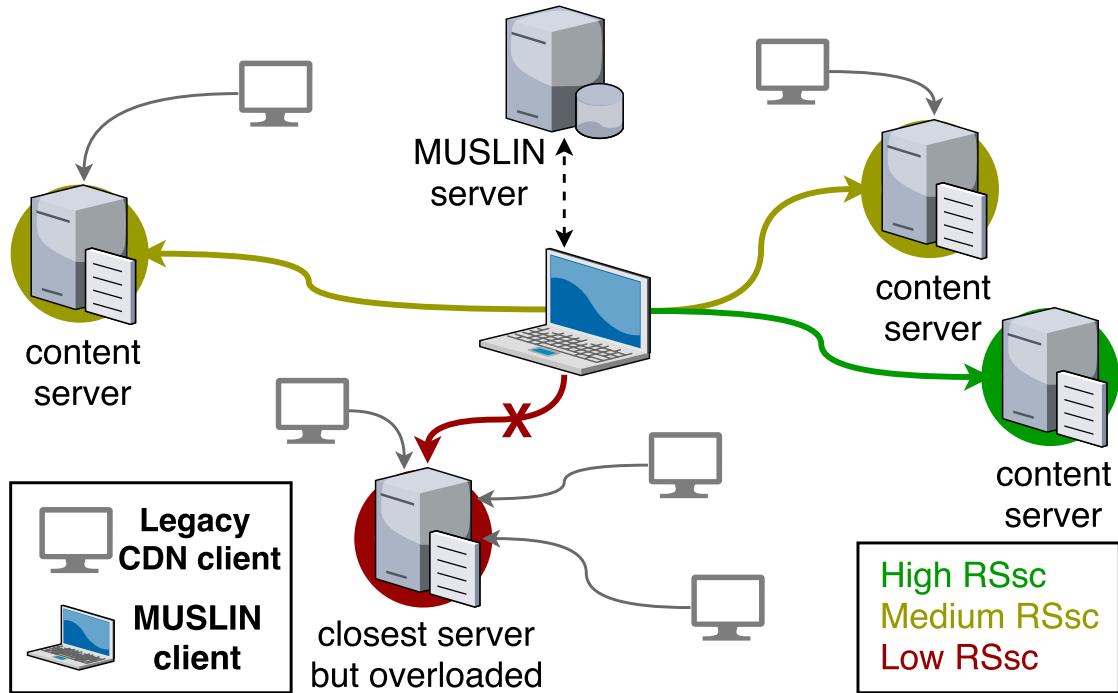 MUSLIN
server
content
server
content
server
content
server
closest server
but overloaded
Legacy
CDN client
MUSLIN
client
High RSsc
Medium RSsc
Low RSsc
X